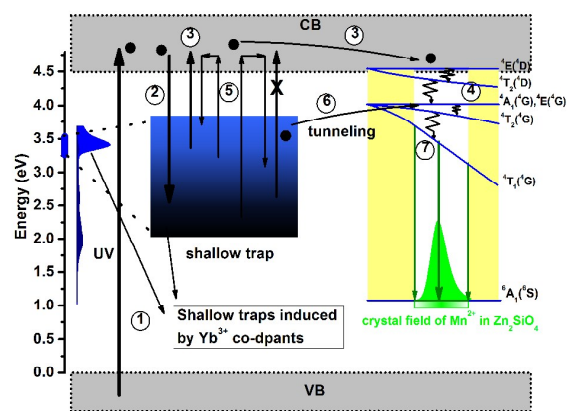 CB
3
3
4.5
4.0
3.5
3.0
2.5
2.0
1.5
1.0
0.5
0.0
Energy (eV)
UV
2
5
X
6
tunneling
4
7
shallow trap
1
Shallow traps induced
by Yb³⁺ co-dpants
⁴E(⁴D)
⁴T₂(⁴D)
⁴A₁(⁴G),⁴E(⁴G)
⁴T₂(⁴G)
⁴T₁(⁴G)
⁶A₁(⁶S)
crystal field of Mn²⁺ in Zn₂SiO₄
VB